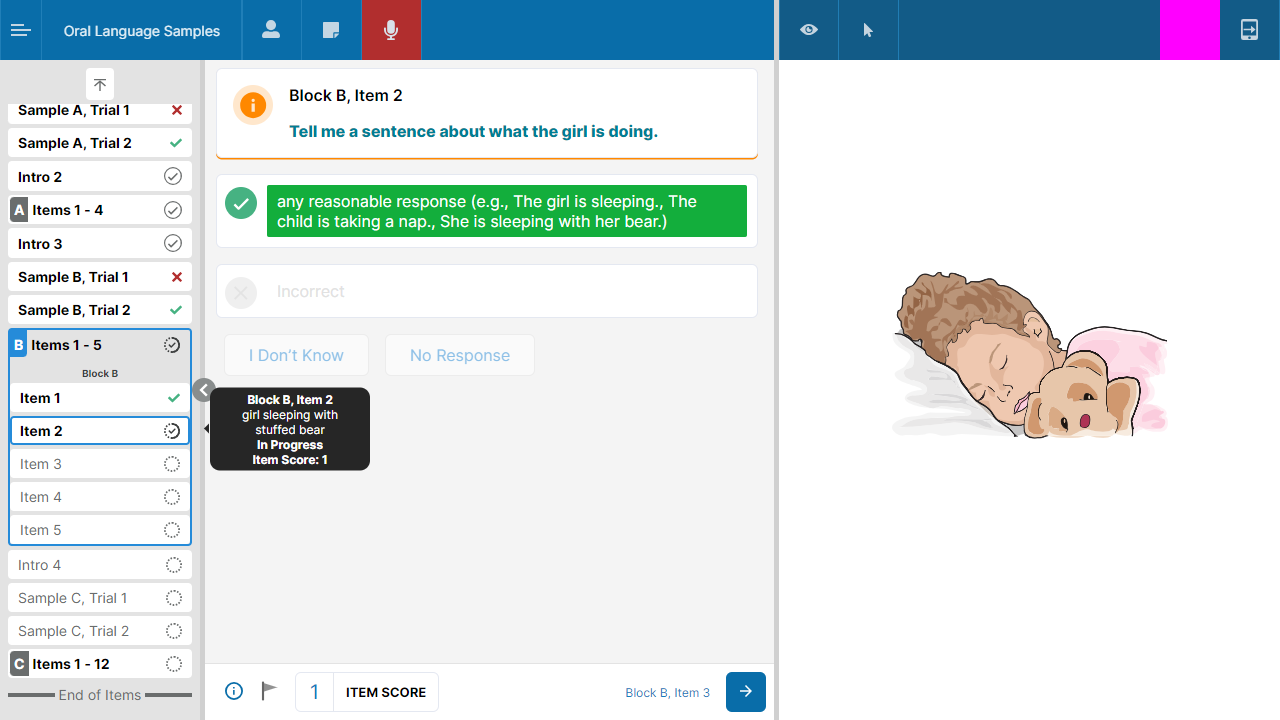 Oral Language Samples
Sample A, Trial 1
Sample A, Trial 2
Intro 2
A Items 1 - 4
Intro 3
Sample B, Trial 1
Sample B, Trial 2
B Items 1 - 5
Block B
Item 1
Item 2
Item 3
Item 4
Item 5
Intro 4
Sample C, Trial 1
Sample C, Trial 2
C Items 1 - 12
End of Items
Block B, Item 2
Tell me a sentence about what the girl is doing.
any reasonable response (e.g., The girl is sleeping., The
child is taking a nap., She is sleeping with her bear.)
Incorrect
I Don’t Know
No Response
Block B, Item 2
girl sleeping with
stuffed bear
In Progress
Item Score: 1
1 ITEM SCORE
Block B, Item 3